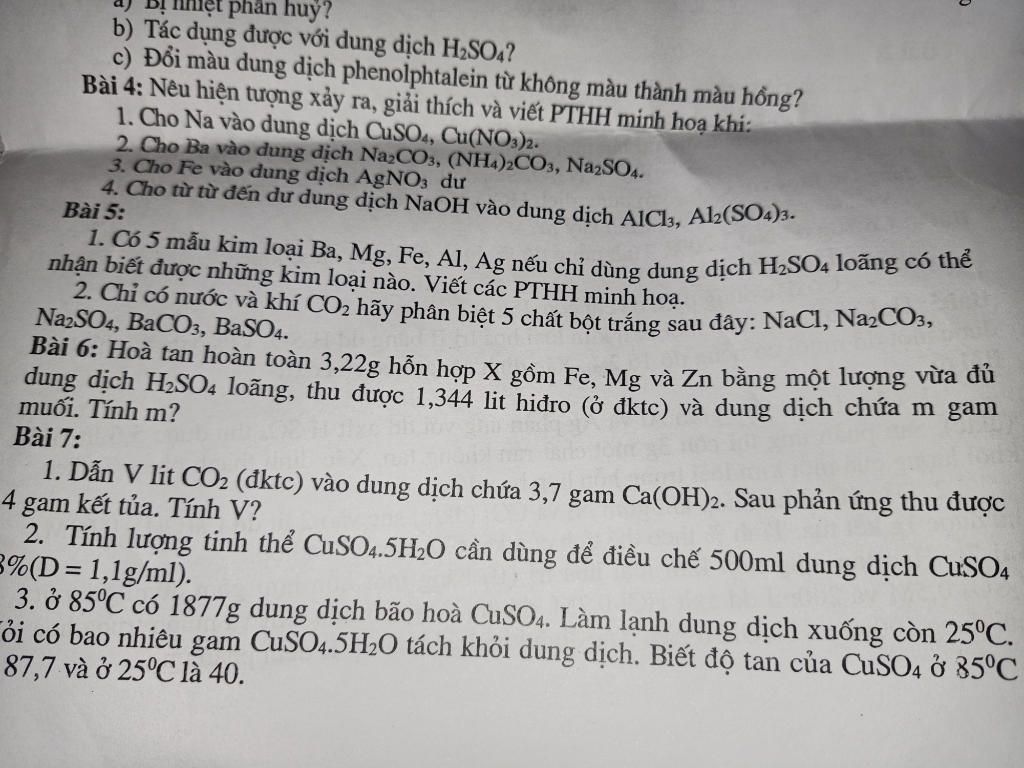 a) Bị nhiệt phân huỷ?
b) Tác dụng được với dung dịch H₂SO₄?
c) Đổi màu dung dịch phenolphtalein từ không màu thành màu hồng?
Bài 4: Nêu hiện tượng xảy ra, giải thích và viết PTHH minh hoạ khi:
1. Cho Na vào dung dịch CuSO₄, Cu(NO₃)₂.
2. Cho Ba vào dung dịch Na₂CO₃, (NH₄)₂CO₃, Na₂SO₄.
3. Cho Fe vào dung dịch AgNO₃ dư
4. Cho từ từ đến dư dung dịch NaOH vào dung dịch AlCl₃, Al₂(SO₄)₃.
Bài 5:
1. Có 5 mẫu kim loại Ba, Mg, Fe, Al, Ag nếu chỉ dùng dung dịch H₂SO₄ loãng có thể
nhận biết được những kim loại nào. Viết các PTHH minh hoạ.
2. Chỉ có nước và khí CO₂ hãy phân biệt 5 chất bột trắng sau đây: NaCl, Na₂CO₃,
Na₂SO₄, BaCO₃, BaSO₄.
Bài 6: Hoà tan hoàn toàn 3,22g hỗn hợp X gồm Fe, Mg và Zn bằng một lượng vừa đủ
dung dịch H₂SO₄ loãng, thu được 1,344 lit hiđro (ở đktc) và dung dịch chứa m gam
muối. Tính m?
Bài 7:
1. Dẫn V lit CO₂ (đktc) vào dung dịch chứa 3,7 gam Ca(OH)₂. Sau phản ứng thu được
4 gam kết tủa. Tính V?
2. Tính lượng tinh thể CuSO₄.5H₂O cần dùng để điều chế 500ml dung dịch CuSO₄
8%(D = 1,1g/ml).
3. ở 85⁰C có 1877g dung dịch bão hoà CuSO₄. Làm lạnh dung dịch xuống còn 25⁰C.
có bao nhiêu gam CuSO₄.5H₂O tách khỏi dung dịch. Biết độ tan của CuSO₄ ở 85⁰C
87,7 và ở 25⁰C là 40.